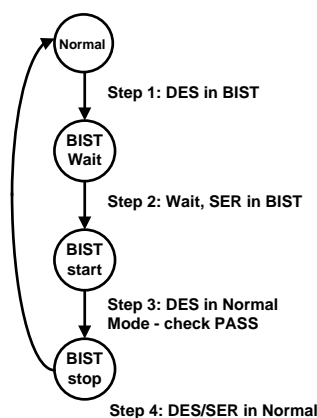 Normal
Step 1: DES in BIST
BIST
Wait
Step 2: Wait, SER in BIST
BIST
start
Step 3: DES in Normal
Mode - check PASS
BIST
stop
Step 4: DES/SER in Normal